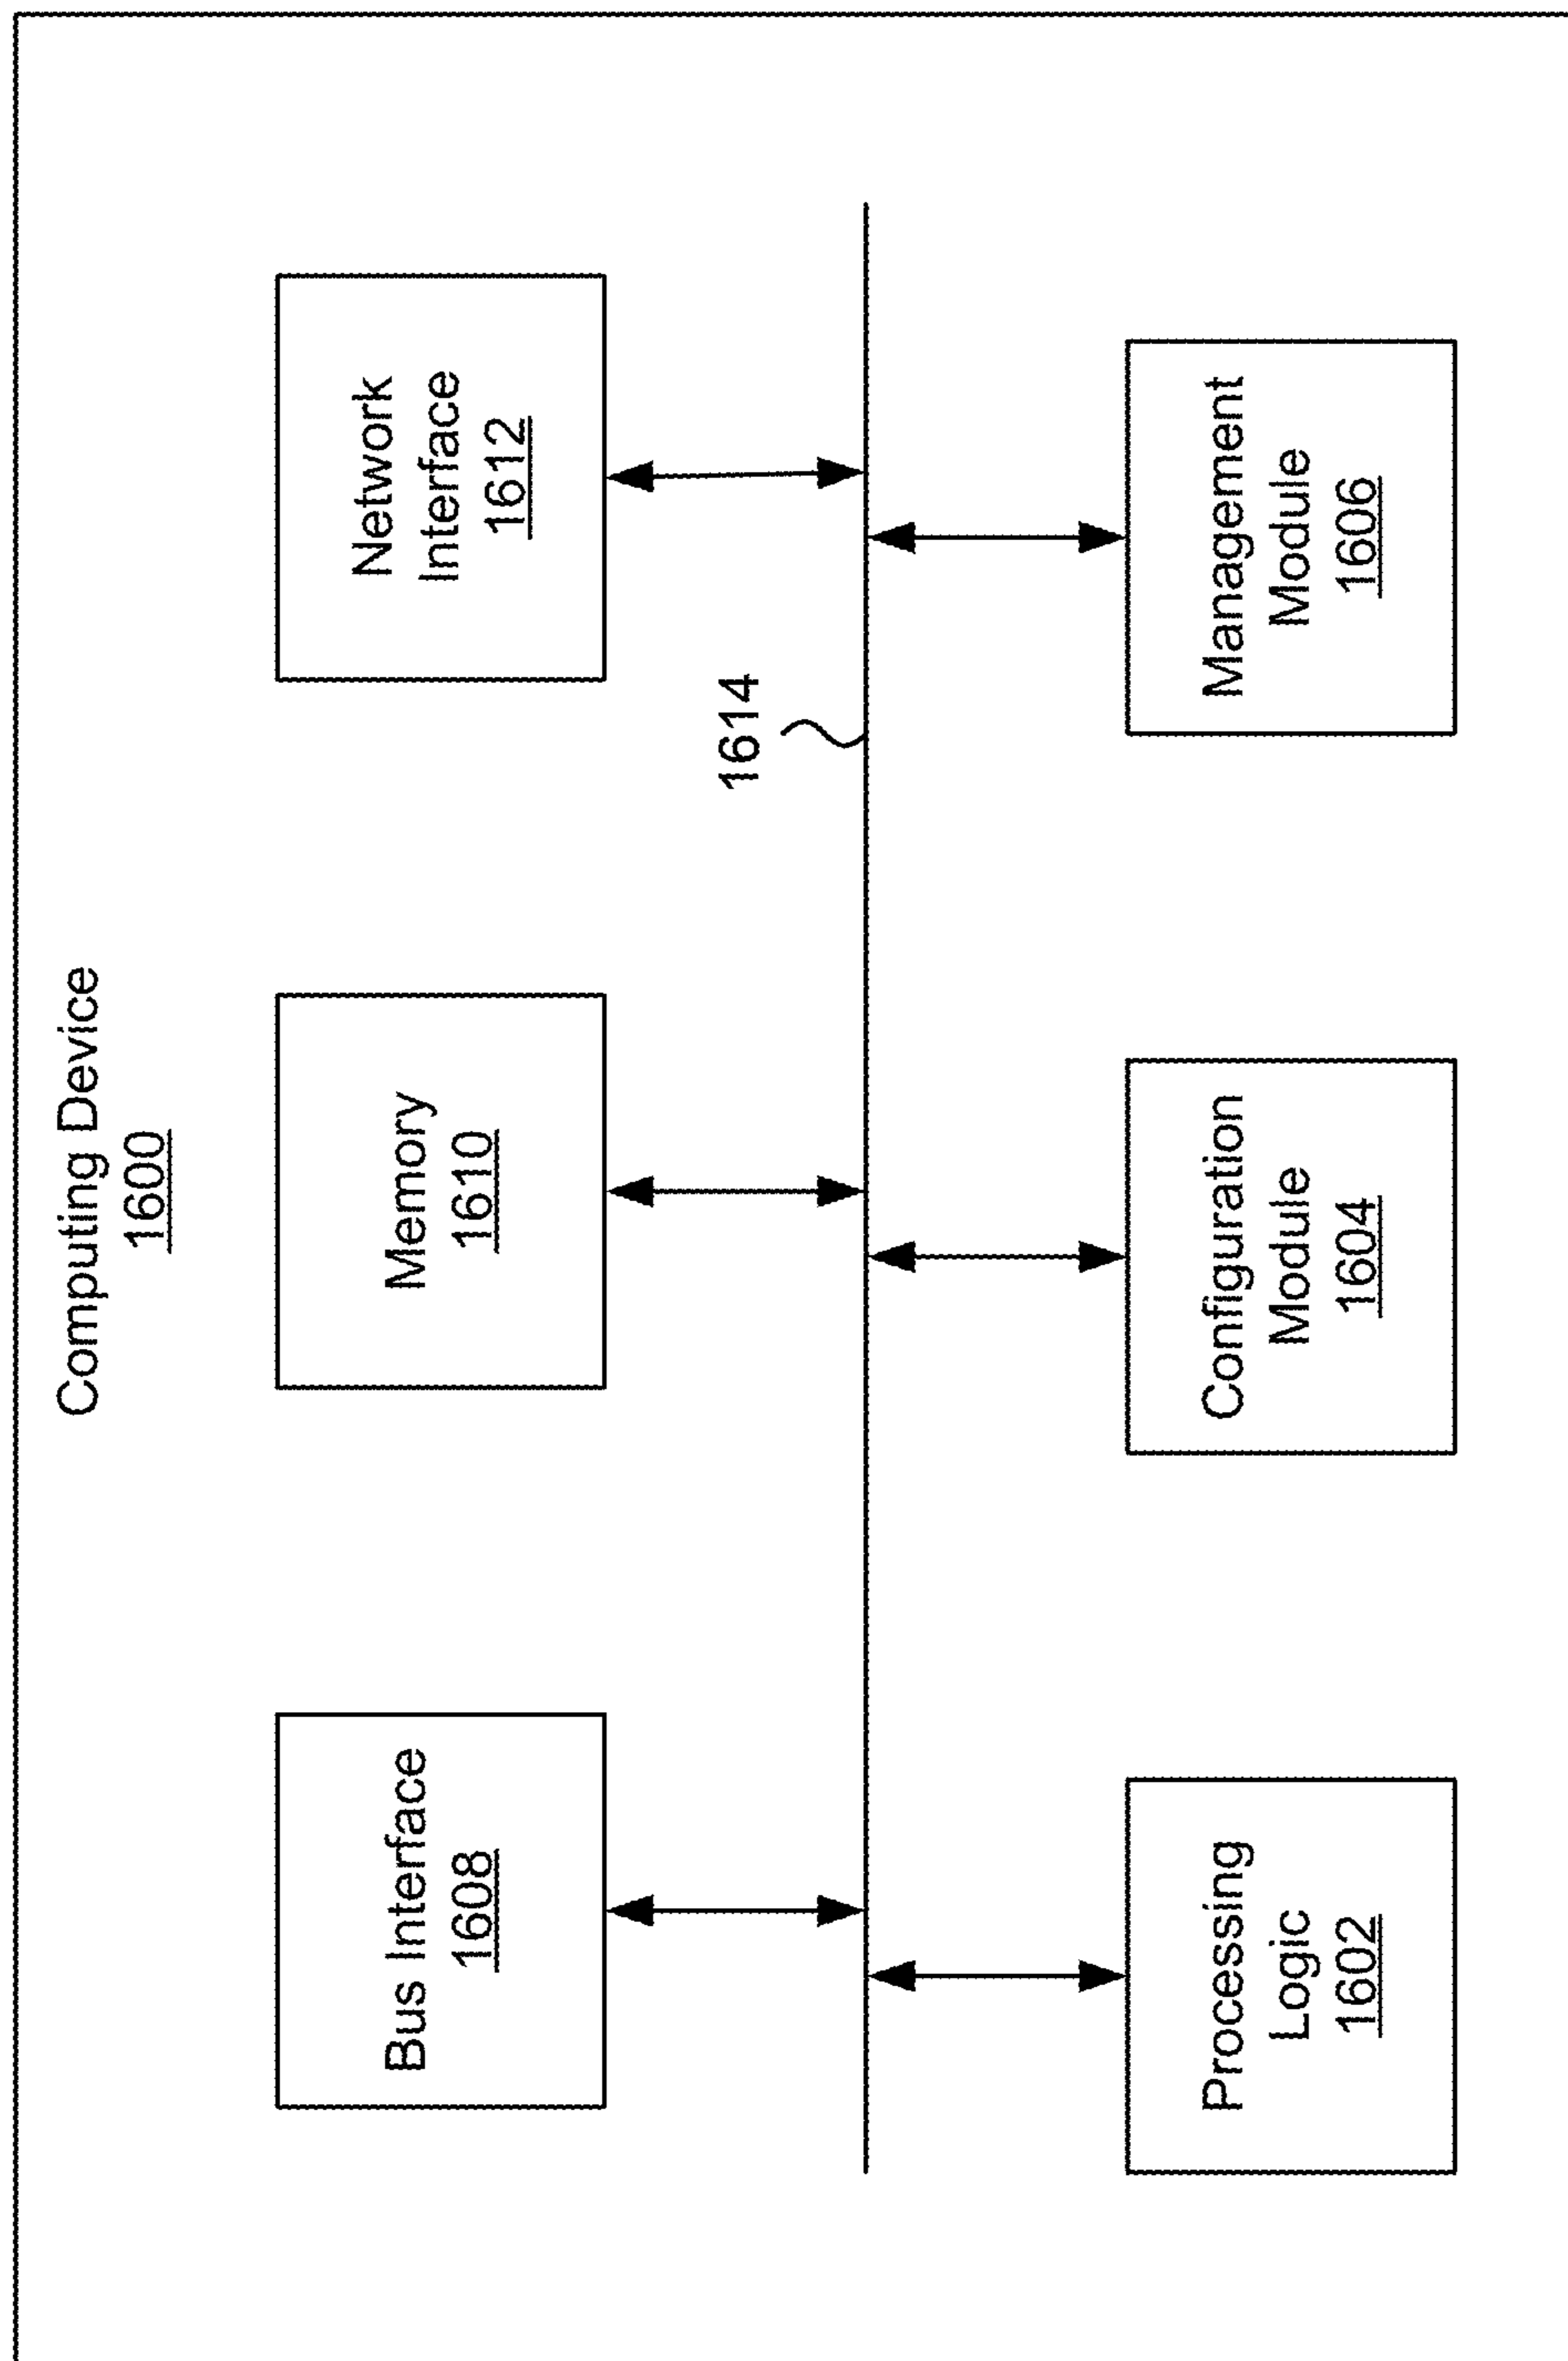 Computing Device
1600
Bus Interface
1608
Memory
1610
Network
Interface
1612
1614
Processing
Logic
1602
Configuration
Module
1604
Management
Module
1606